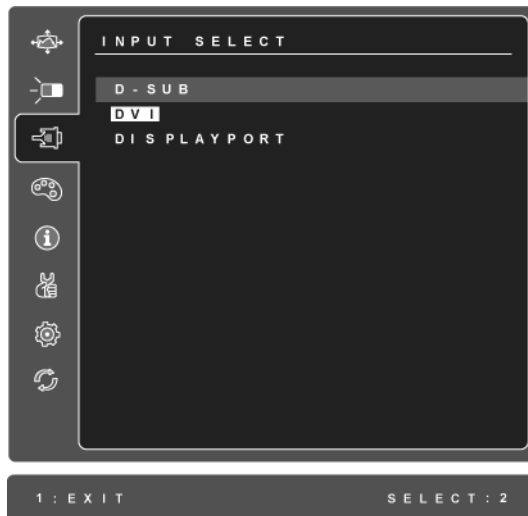 INPUT SELECT
D-SUB
DVI
DISPLAYPORT
1:EXIT SELECT:2